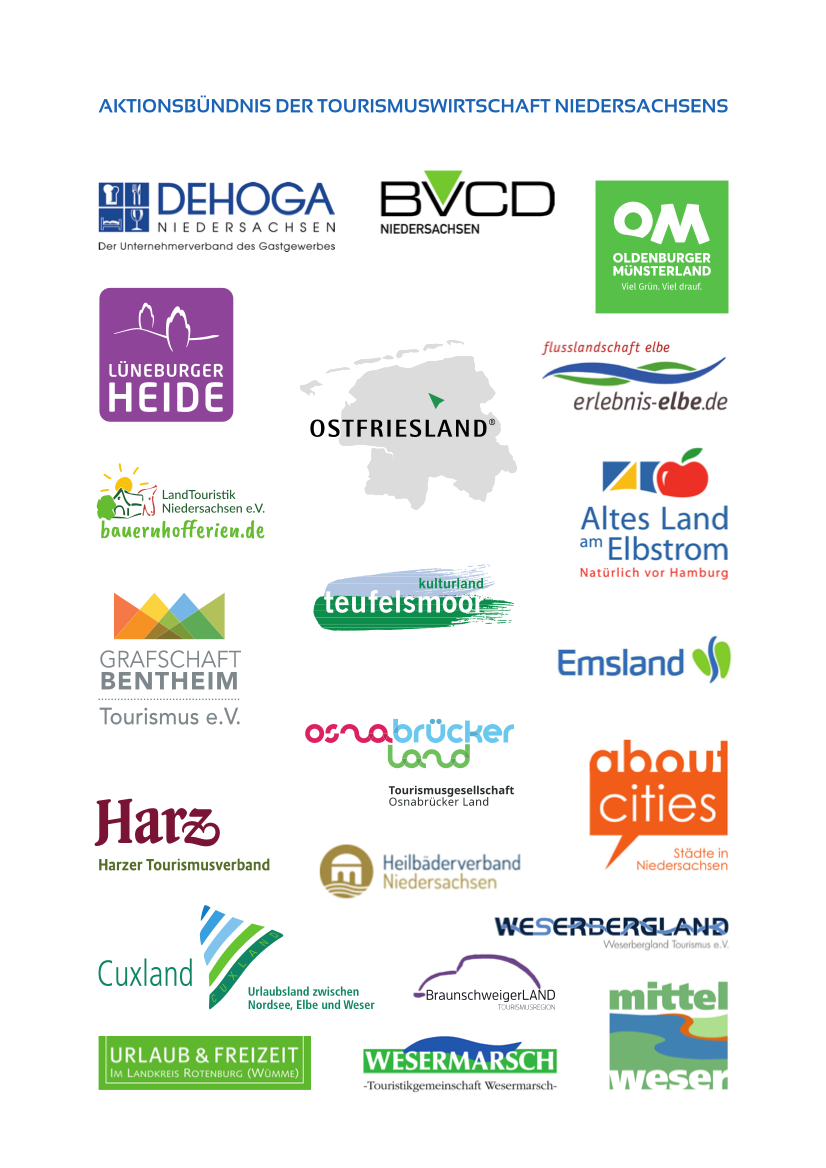 AKTIONSBÜNDNIS DER TOURISMUSWIRTSCHAFT NIEDERSACHSENS
DEHOGA
NIEDERSACHSEN
Der Unternehmerverband des Gastgewerbes
BVCD
NIEDERSACHSEN
OM
OLDENBURGER
MÜNSTERLAND
Viel Grün. Viel drauf.
LÜNEBURGER
HEIDE
OSTFRIESLAND®
flusslandschaft elbe
erlebnis-elbe.de
LandTouristik
Niedersachsen e.V.
bauernhofferien.de
Altes Land
am Elbstrom
Natürlich vor Hamburg
kulturland
teufelsmoor
GRAFSCHAFT
BENTHEIM
Tourismus e.V.
Emsland
osnabrücker
land
Tourismusgesellschaft
Osnabrücker Land
about
cities
Städte in
Niedersachsen
Harz
Harzer Tourismusverband
Heilbäderverband
Niedersachsen
Cuxland
CUXLAND
Urlaubsland zwischen
Nordsee, Elbe und Weser
WESERBERGLAND
Weserbergland Tourismus e.V.
BraunschweigerLAND
TOURISMUSREGION
mittel
weser
URLAUB & FREIZEIT
IM LANDKREIS ROTENBURG (WÜMME)
WESERMARSCH
-Touristikgemeinschaft Wesermarsch-